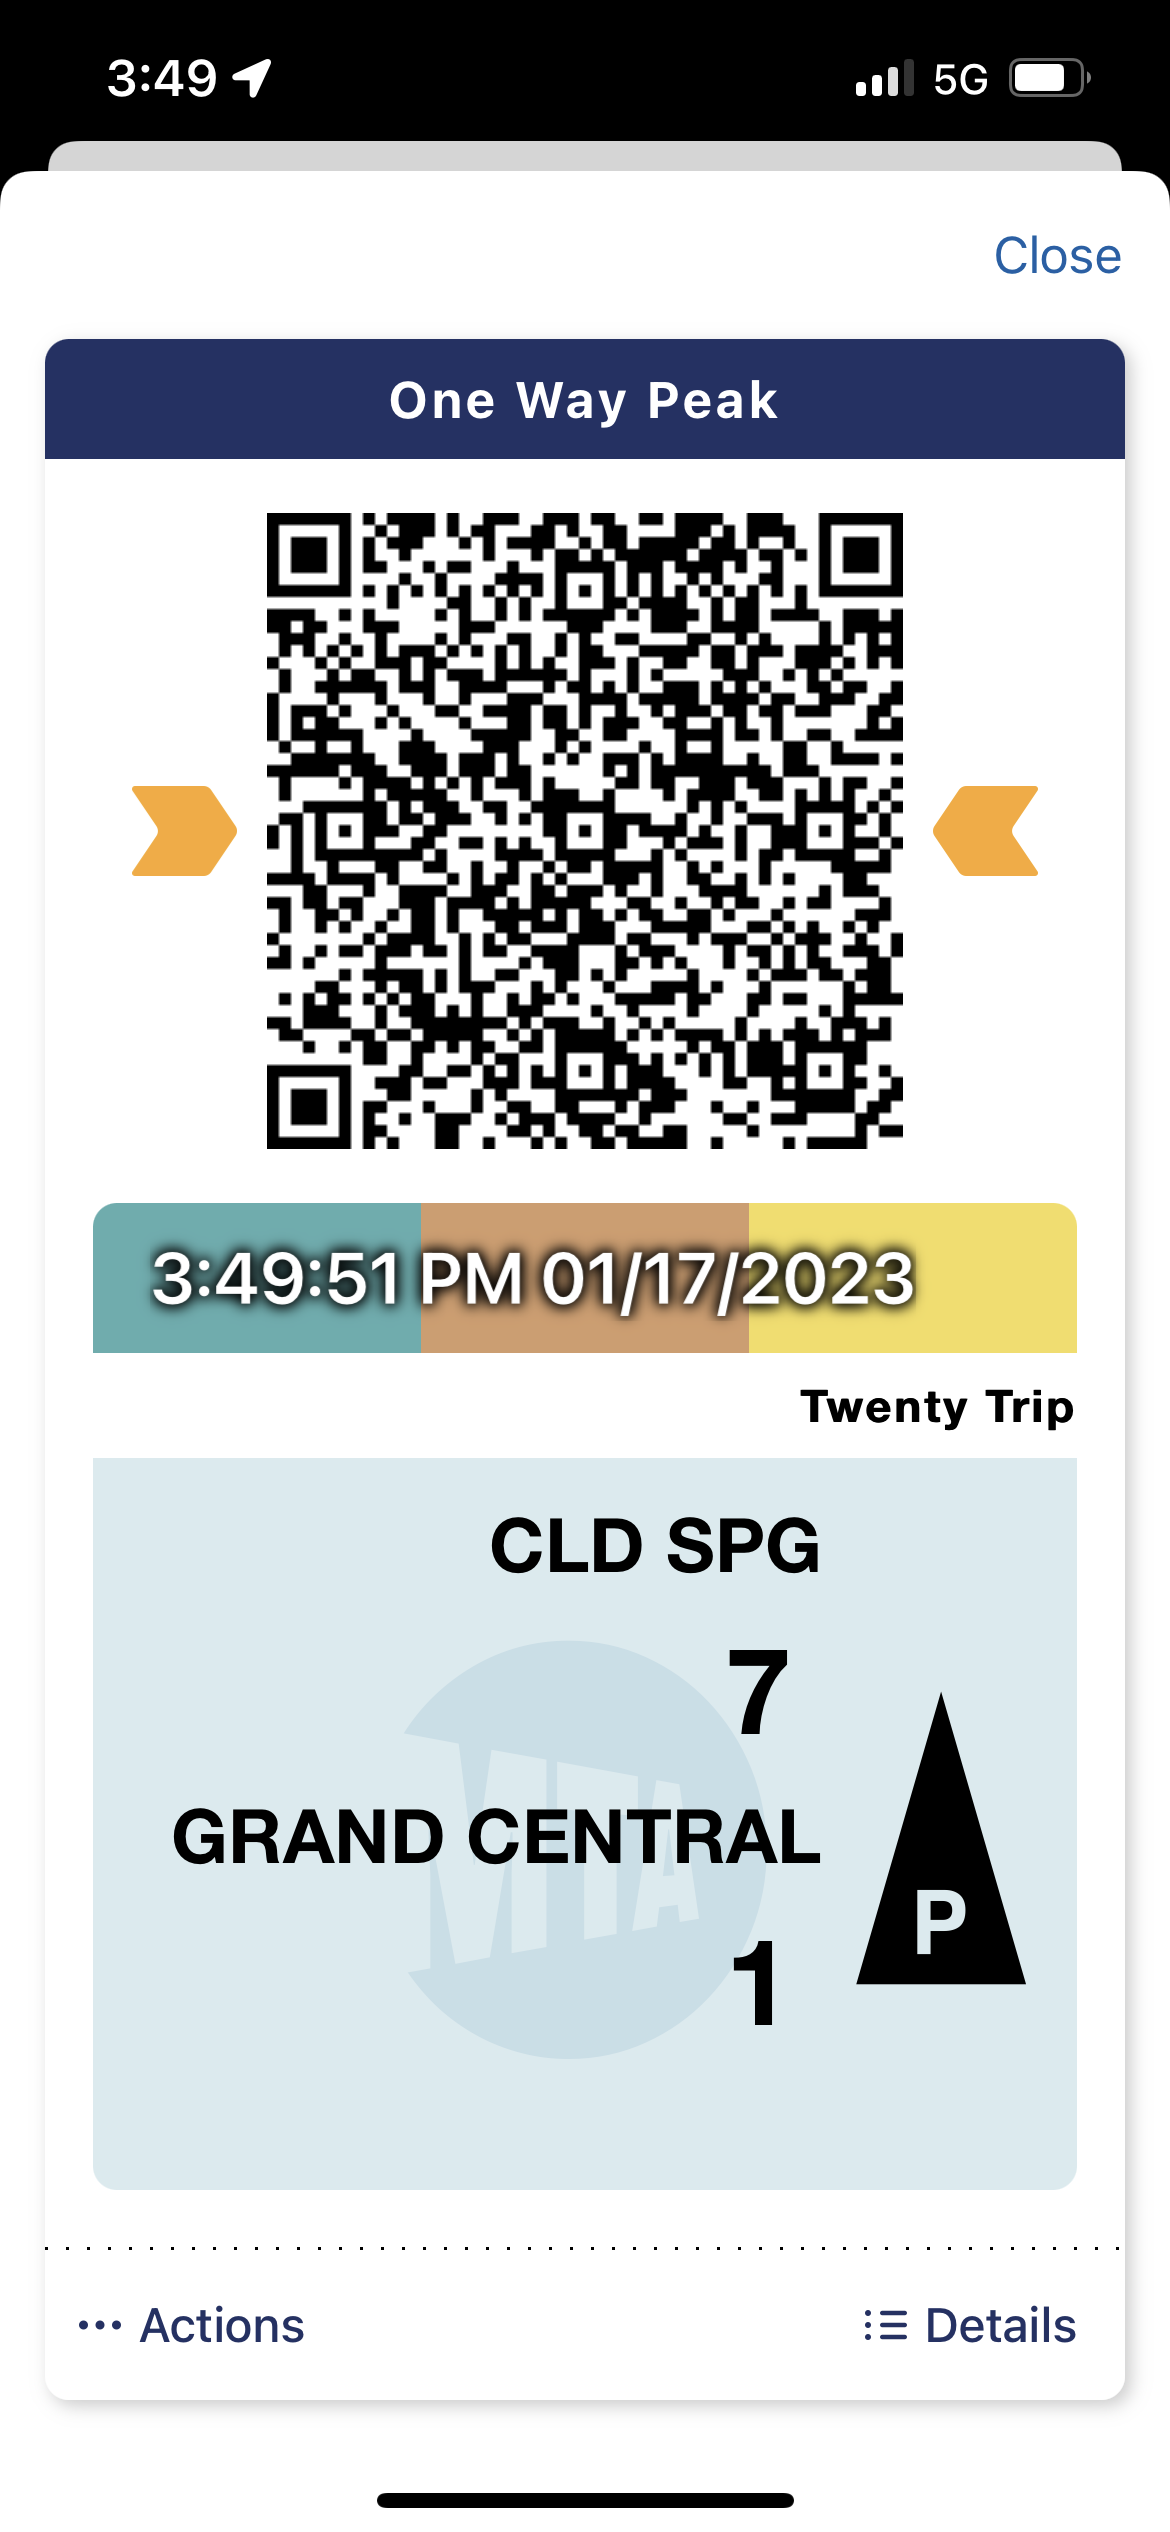 3:49 5G
Close
One Way Peak
3:49:51 PM 01/17/2023
Twenty Trip
CLD SPG
7
GRAND CENTRAL
1
P
MTA
Actions
Details